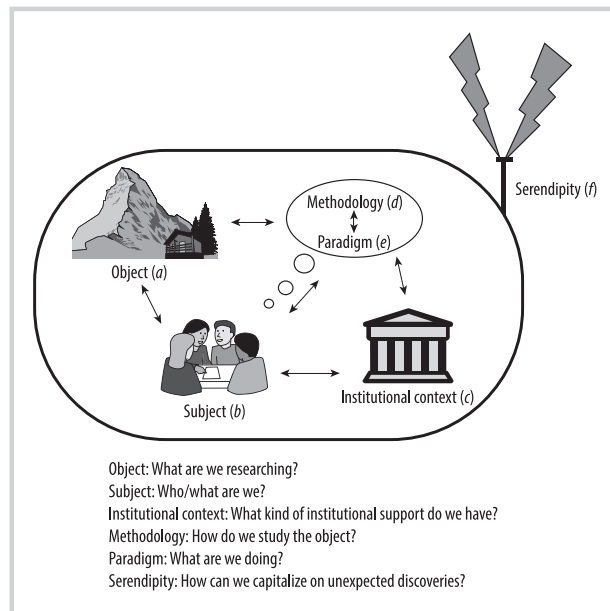 Serendipity (f)
Methodology (d)
Paradigm (e)
Object (a)
Subject (b)
Institutional context (c)
Object: What are we researching?
Subject: Who/what are we?
Institutional context: What kind of institutional support do we have?
Methodology: How do we study the object?
Paradigm: What are we doing?
Serendipity: How can we capitalize on unexpected discoveries?